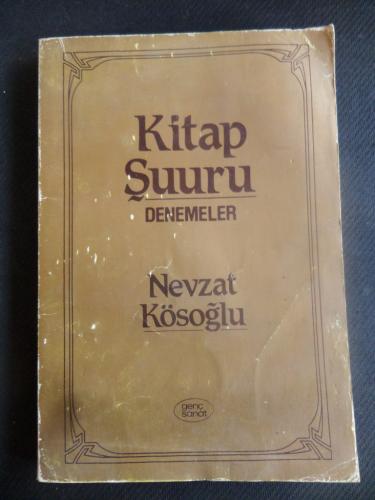 Kitap
Şuuru
DENEMELER
Nevzat
Kösoğlu
genç
sanat